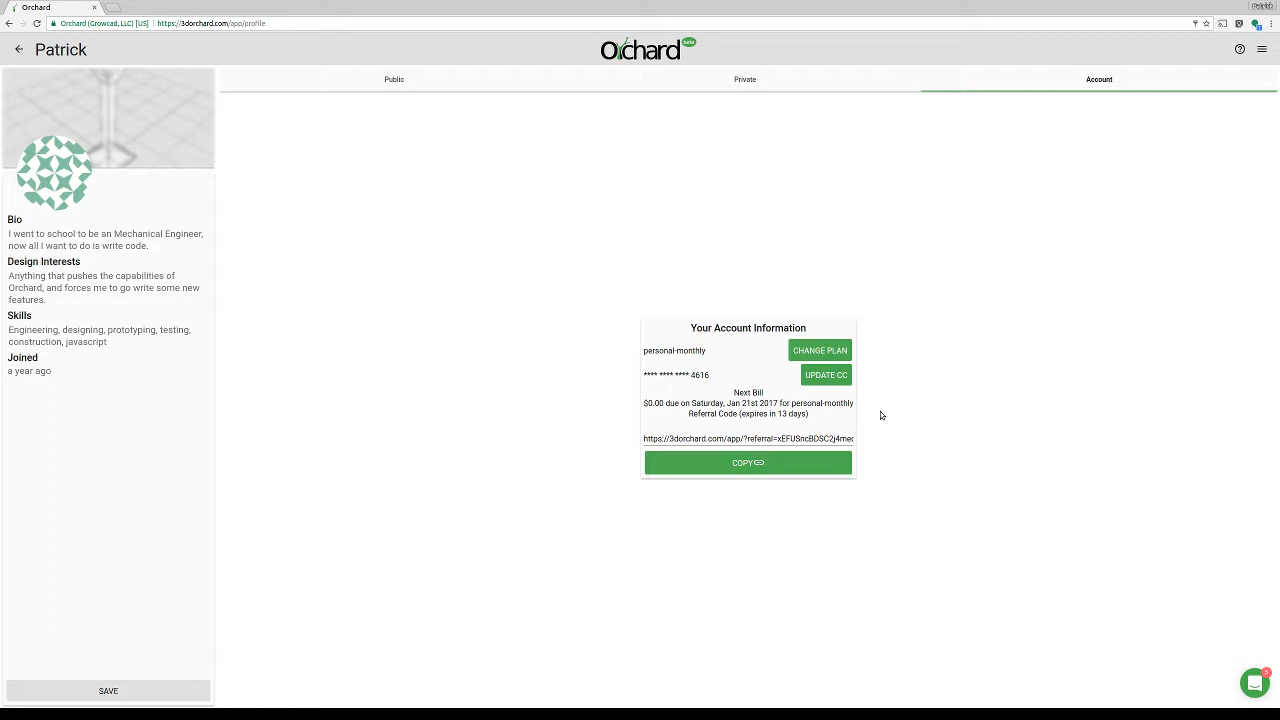 Orchard
Patrick
Orchard (Growcad, LLC) [US] https://3dorchard.com/app/profile
Patrick
Orchard beta
Public
Private
Account
Bio
I went to school to be an Mechanical Engineer,
now all I want to do is write code.
Design Interests
Anything that pushes the capabilities of
Orchard, and forces me to go write some new
features.
Skills
Engineering, designing, prototyping, testing,
construction, javascript
Joined
a year ago
SAVE
Your Account Information
personal-monthly
CHANGE PLAN
**** **** **** 4616
UPDATE CC
Next Bill
$0.00 due on Saturday, Jan 21st 2017 for personal-monthly
Referral Code (expires in 13 days)
https://3dorchard.com/app/?referral=xEFUSncBDSC2j4mec
COPY